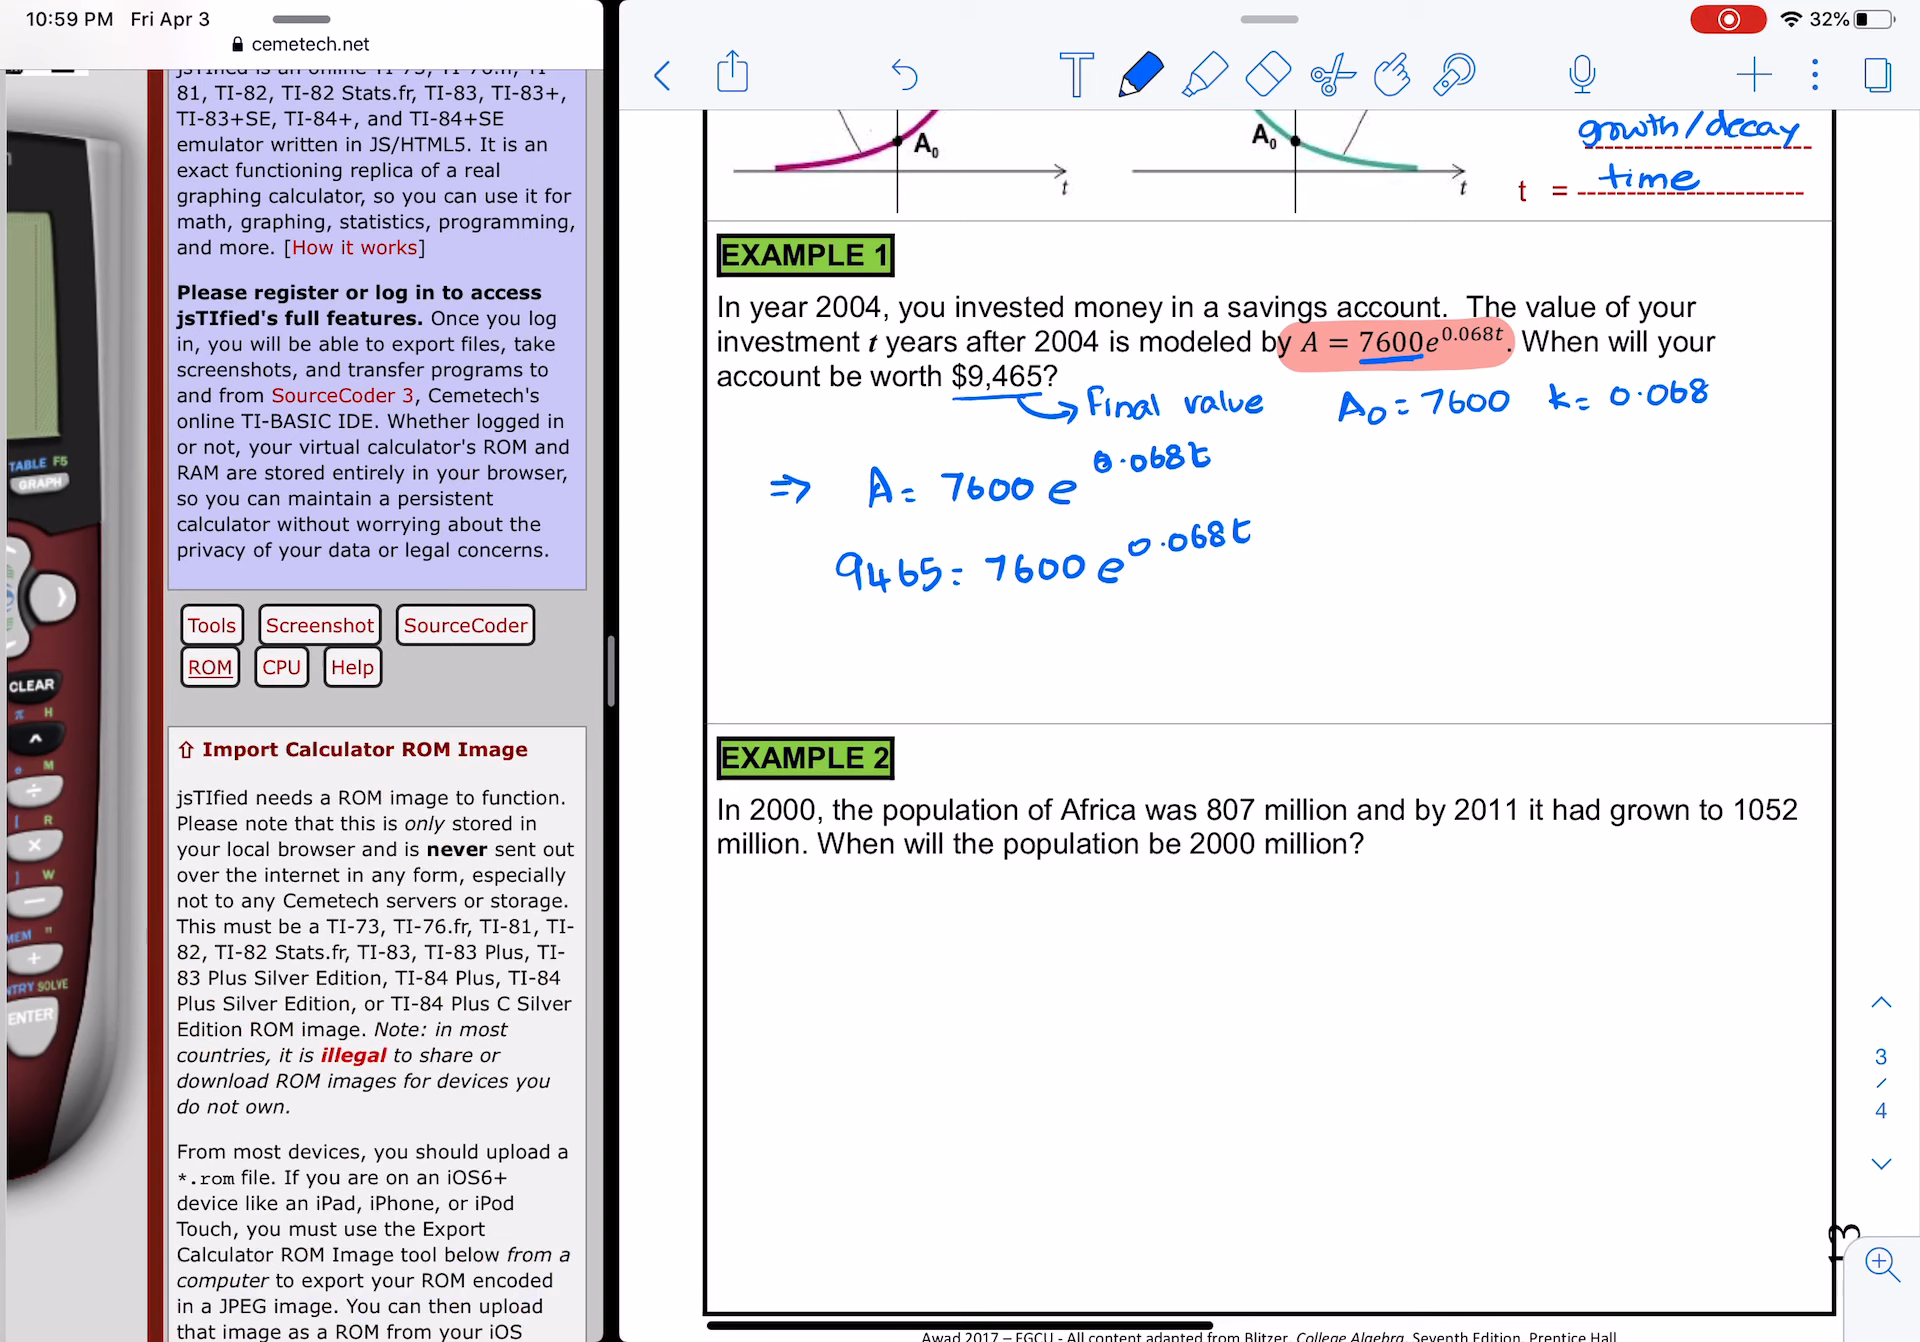 10:59 PM Fri Apr 3
cemetech.net
32%
81, TI-82, TI-82 Stats.fr, TI-83, TI-83+,
TI-83+SE, TI-84+, and TI-84+SE
emulator written in JS/HTML5. It is an
exact functioning replica of a real
graphing calculator, so you can use it for
math, graphing, statistics, programming,
and more. [How it works]
Please register or log in to access
jsTIfied's full features. Once you log
in, you will be able to export files, take
screenshots, and transfer programs to
and from SourceCoder 3, Cemetech's
online TI-BASIC IDE. Whether logged in
or not, your virtual calculator's ROM and
RAM are stored entirely in your browser,
so you can maintain a persistent
calculator without worrying about the
privacy of your data or legal concerns.
Tools Screenshot SourceCoder
ROM CPU Help
⇧ Import Calculator ROM Image
jsTIfied needs a ROM image to function.
Please note that this is only stored in
your local browser and is never sent out
over the internet in any form, especially
not to any Cemetech servers or storage.
This must be a TI-73, TI-76.fr, TI-81, TI-
82, TI-82 Stats.fr, TI-83, TI-83 Plus, TI-
83 Plus Silver Edition, TI-84 Plus, TI-84
Plus Silver Edition, or TI-84 Plus C Silver
Edition ROM image. Note: in most
countries, it is illegal to share or
download ROM images for devices you
do not own.
From most devices, you should upload a
*.rom file. If you are on an iOS6+
device like an iPad, iPhone, or iPod
Touch, you must use the Export
Calculator ROM Image tool below from a
computer to export your ROM encoded
in a JPEG image. You can then upload
that image as a ROM from your iOS
TABLE F5
GRAPH
CLEAR
π H
^
e M
÷
[ R
×
] W
−
MEM "
+
ENTRY SOLVE
ENTER
A₀ t
A₀ t
growth/decay
t = time
EXAMPLE 1
In year 2004, you invested money in a savings account. The value of your
investment t years after 2004 is modeled by A = 7600e^0.068t. When will your
account be worth $9,465?
Final value A₀ = 7600 k = 0.068
⇒ A = 7600 e^0.068t
9465 = 7600 e^0.068t
EXAMPLE 2
In 2000, the population of Africa was 807 million and by 2011 it had grown to 1052
million. When will the population be 2000 million?
3
/
4
Awad 2017 – FGCU - All content adapted from Blitzer, College Algebra, Seventh Edition, Prentice Hall